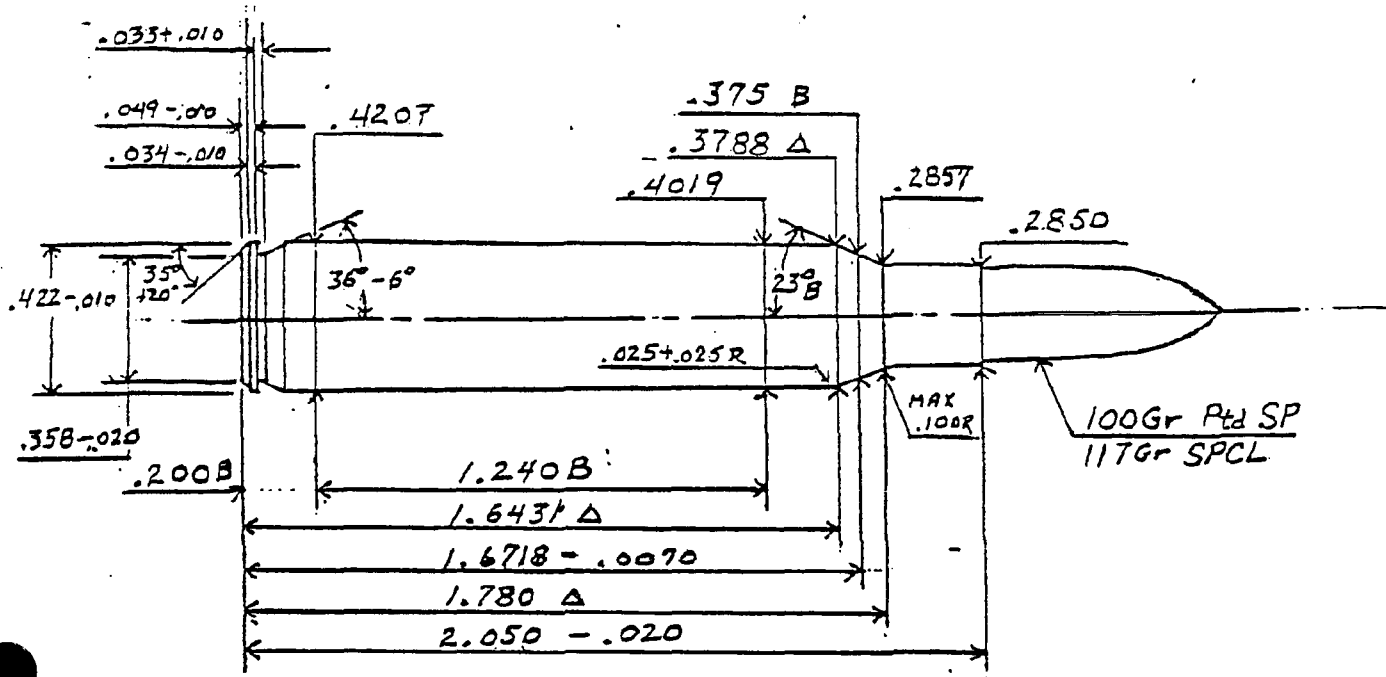 .033+.010
.049-.010
.034-.010
.4207
.375 B
.3788 Δ
.4019
.2857
.2850
35°
+20°
36°-6°
23°
B
.422-.010
.025+.025R
MAX
.100R
.358-.020
100Gr Ptd SP
117Gr SPCL
.200B
1.240B
1.6431 Δ
1.6718 - .0070
1.780 Δ
2.050 - .020